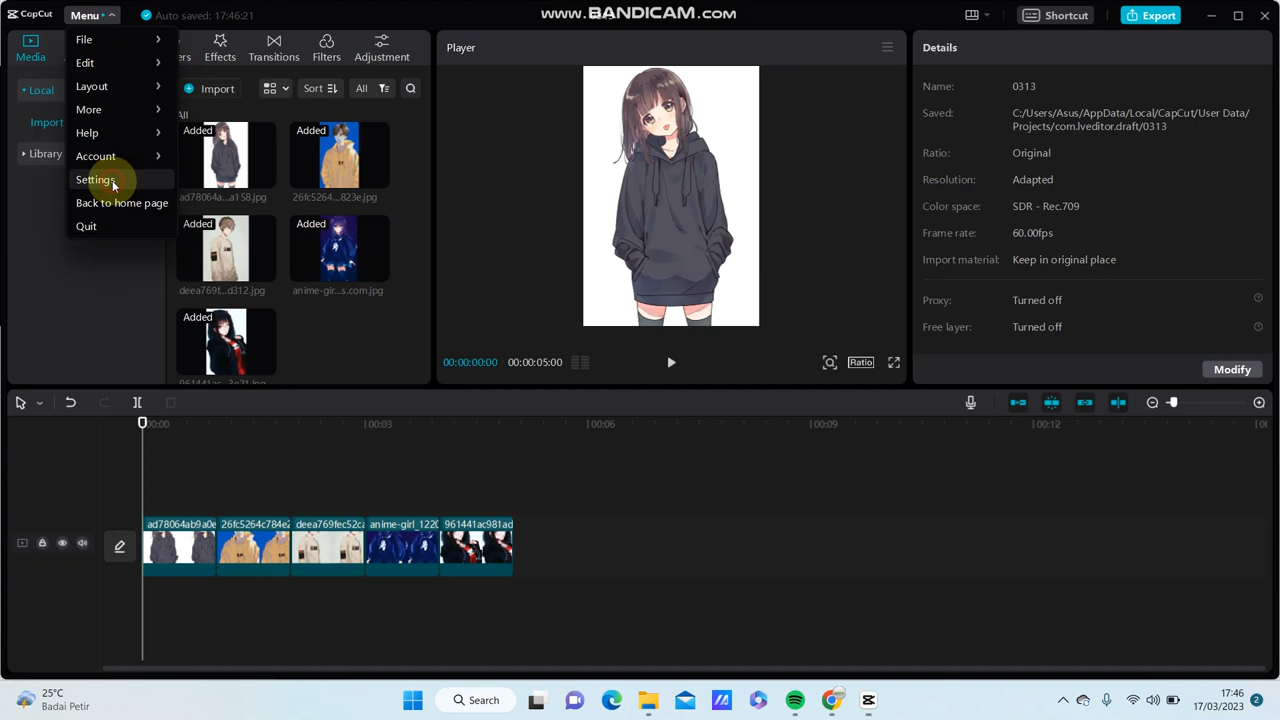 CapCut
Menu
Auto saved: 17:46:21
WWW.BANDICAM.COM
Shortcut
Export
File
Edit
Layout
More
Help
Account
Settings
Back to home page
Quit
Media
Effects
Transitions
Filters
Adjustment
Local
Import
Library
Import
Sort
All
All
Added
ad78064a...a158.jpg
Added
26fc5264...823e.jpg
Added
deea769f...d312.jpg
Added
anime-gir...s.com.jpg
Added
Player
00:00:00:00
00:00:05:00
Ratio
Details
Name:
0313
Saved:
C:/Users/Asus/AppData/Local/CapCut/User Data/
Projects/com.lveditor.draft/0313
Ratio:
Original
Resolution:
Adapted
Color space:
SDR - Rec.709
Frame rate:
60.00fps
Import material:
Keep in original place
Proxy:
Turned off
Free layer:
Turned off
Modify
00:00
00:03
00:06
00:09
00:12
ad78064ab9a0e
26fc5264c784e2
deea769fec52ca
anime-girl_1220
961441ac981ad
25°C
Badai Petir
Search
17:46
17/03/2023
2